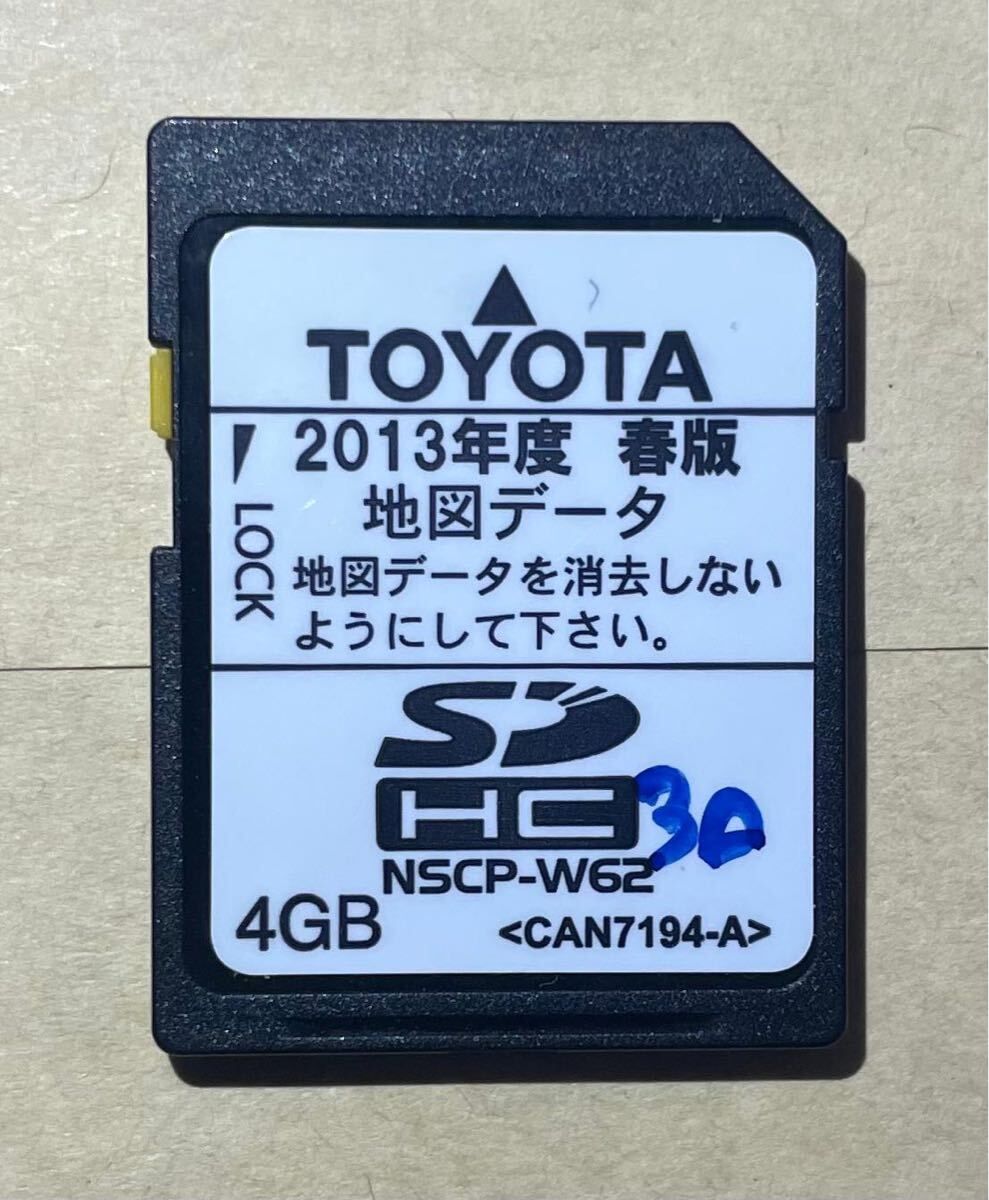 TOYOTA
2013年度 春版
地図データ
LOCK
地図データを消去しない
ようにして下さい。
SD
HC
30
NSCP-W62
4GB
<CAN7194-A>